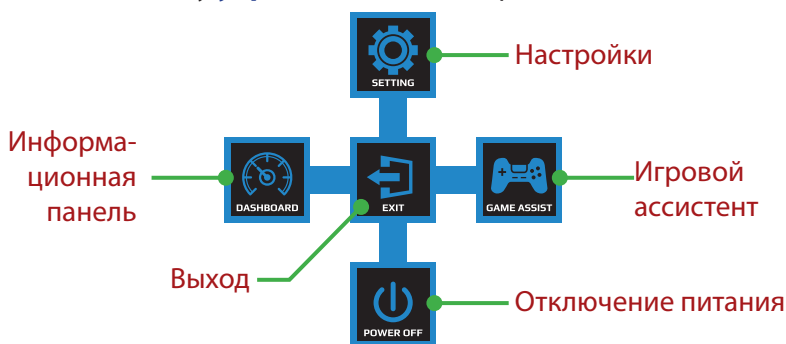 SETTING
Настройки
Информа-
ционная
панель
DASHBOARD
EXIT
GAME ASSIST
Игровой
ассистент
Выход
POWER OFF
Отключение питания